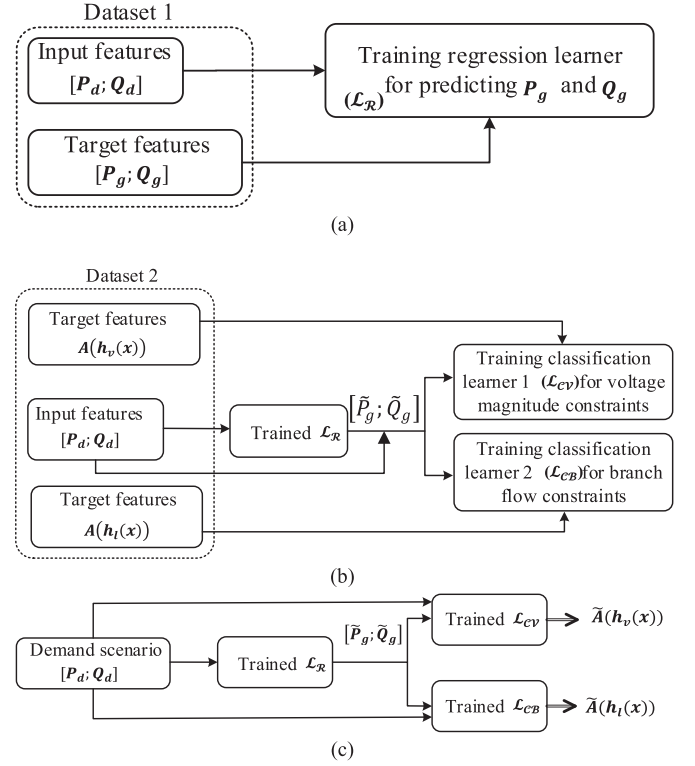 Dataset 1
Input features
[P_d; Q_d]
Target features
[P_g; Q_g]
Training regression learner
(ℒ_ℛ) for predicting P_g and Q_g
(a)
Dataset 2
Target features
A(h_v(x))
Input features
[P_d; Q_d]
Target features
A(h_l(x))
Trained ℒ_ℛ
[P̃_g; Q̃_g]
Training classification
learner 1 (ℒ_𝒞𝒱) for voltage
magnitude constraints
Training classification
learner 2 (ℒ_𝒞ℬ) for branch
flow constraints
(b)
Demand scenario
[P_d; Q_d]
Trained ℒ_ℛ
[P̃_g; Q̃_g]
Trained ℒ_𝒞𝒱
Ã(h_v(x))
Trained ℒ_𝒞ℬ
Ã(h_l(x))
(c)